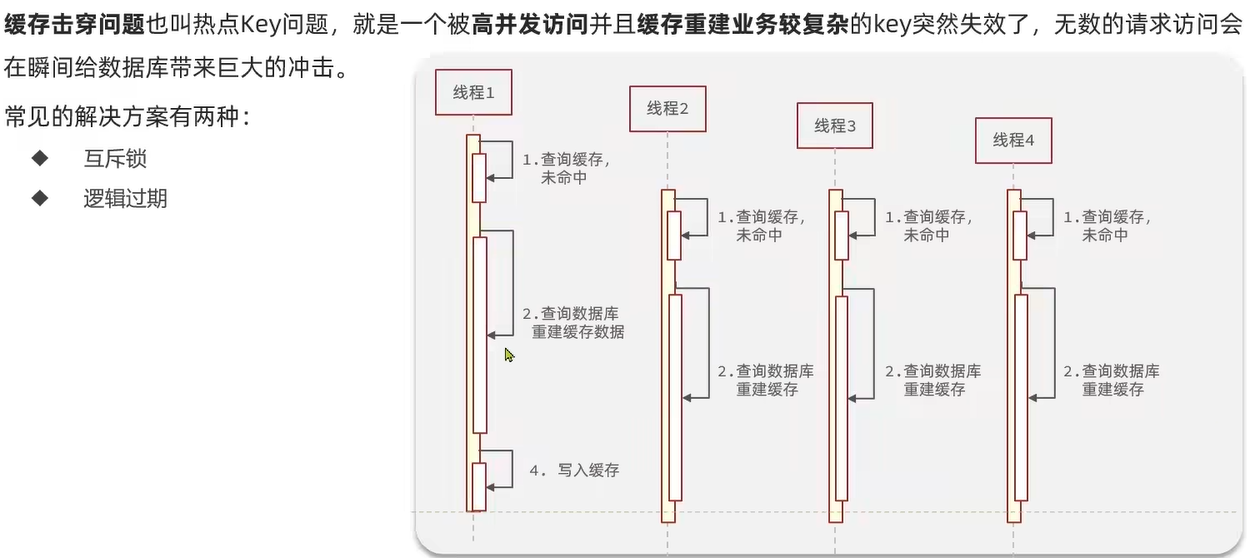 缓存击穿问题也叫热点Key问题，就是一个被高并发访问并且缓存重建业务较复杂的key突然失效了，无数的请求访问会
在瞬间给数据库带来巨大的冲击。
常见的解决方案有两种：
◆ 互斥锁
◆ 逻辑过期
线程1
1.查询缓存，
未命中
2.查询数据库
重建缓存数据
4. 写入缓存
线程2
1.查询缓存，
未命中
2.查询数据库
重建缓存
线程3
1.查询缓存，
未命中
2.查询数据库
重建缓存
线程4
1.查询缓存，
未命中
2.查询数据库
重建缓存